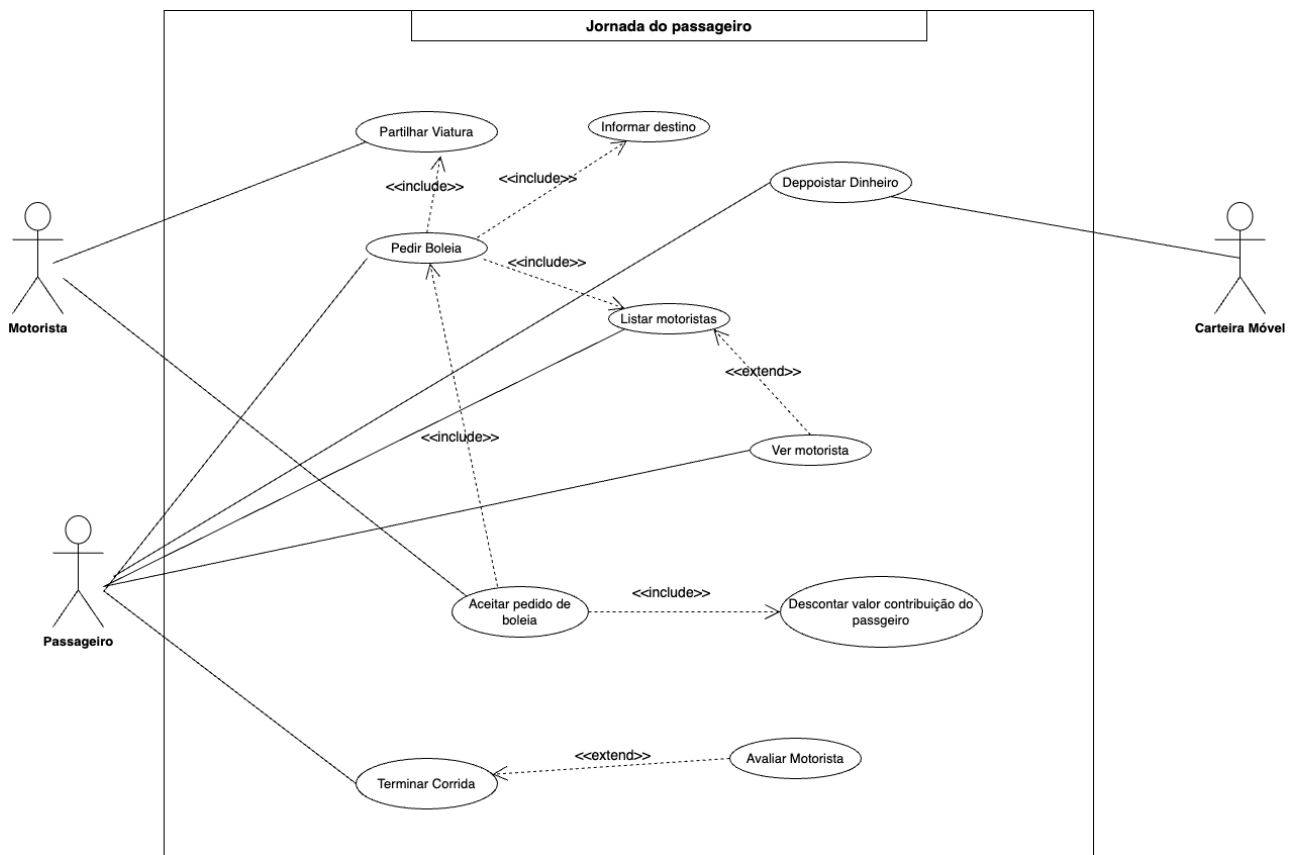 Jornada do passageiro
Partilhar Viatura
Informar destino
<<include>>
<<include>>
Deppoistar Dinheiro
Pedir Boleia
<<include>>
Motorista
Listar motoristas
Carteira Móvel
<<extend>>
<<include>>
Ver motorista
Passageiro
Aceitar pedido de
boleia
<<include>>
Descontar valor contribuição do
passgeiro
<<extend>>
Avaliar Motorista
Terminar Corrida